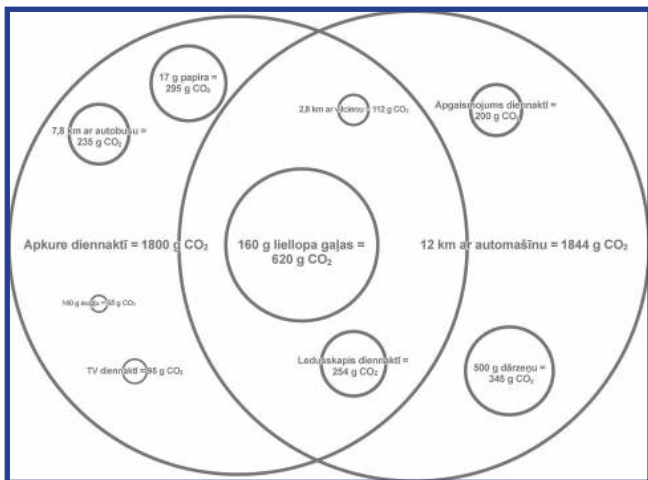 17 g papīra =
295 g CO₂
2,8 km ar vilcienu = 112 g CO₂
Apgaismojums diennaktī =
200 g CO₂
7,8 km ar autobusu =
235 g CO₂
Apkure diennaktī = 1800 g CO₂
160 g liellopa gaļas =
620 g CO₂
12 km ar automašīnu = 1844 g CO₂
g augļu = g CO₂
TV diennaktī = 95 g CO₂
Ledusskapis diennaktī =
254 g CO₂
500 g dārzeņu =
345 g CO₂